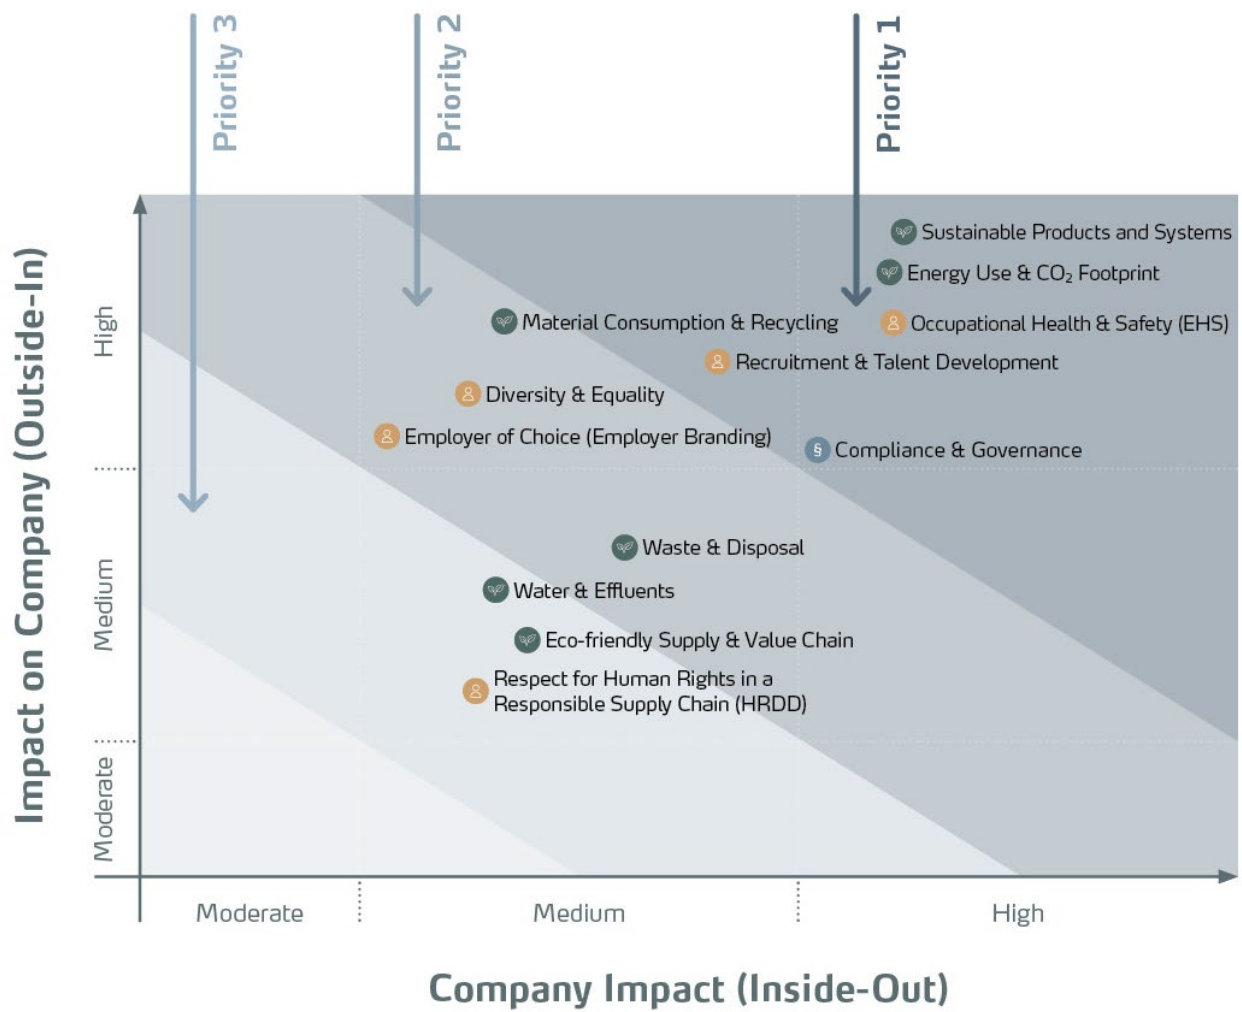 Priority 3
Priority 2
Priority 1
Impact on Company (Outside-In)
High
Medium
Moderate
Sustainable Products and Systems
Energy Use & CO₂ Footprint
Material Consumption & Recycling
Occupational Health & Safety (EHS)
Recruitment & Talent Development
Diversity & Equality
Employer of Choice (Employer Branding)
§ Compliance & Governance
Waste & Disposal
Water & Effluents
Eco-friendly Supply & Value Chain
Respect for Human Rights in a
Responsible Supply Chain (HRDD)
Moderate
Medium
High
Company Impact (Inside-Out)